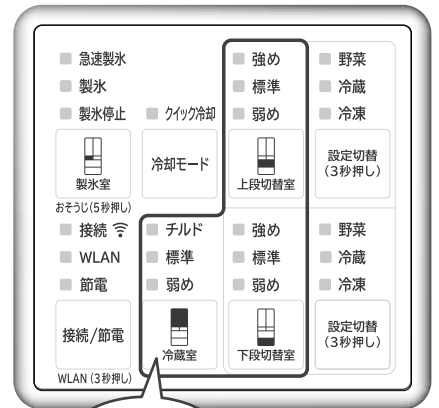 急速製氷
製氷
製氷停止
製氷室
おそうじ(5秒押し)
クイック冷却
冷却モード
強め
標準
弱め
上段切替室
野菜
冷蔵
冷凍
設定切替
(3秒押し)
接続
WLAN
節電
接続/節電
WLAN (3秒押し)
チルド
標準
弱め
冷蔵室
強め
標準
弱め
下段切替室
野菜
冷蔵
冷凍
設定切替
(3秒押し)